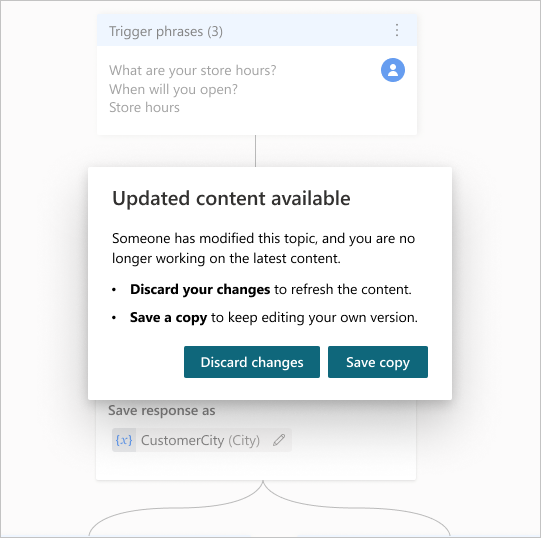 Trigger phrases (3)
What are your store hours?
When will you open?
Store hours
Updated content available
Someone has modified this topic, and you are no
longer working on the latest content.
• Discard your changes to refresh the content.
• Save a copy to keep editing your own version.
Discard changes
Save copy
Save response as
{x} CustomerCity (City)